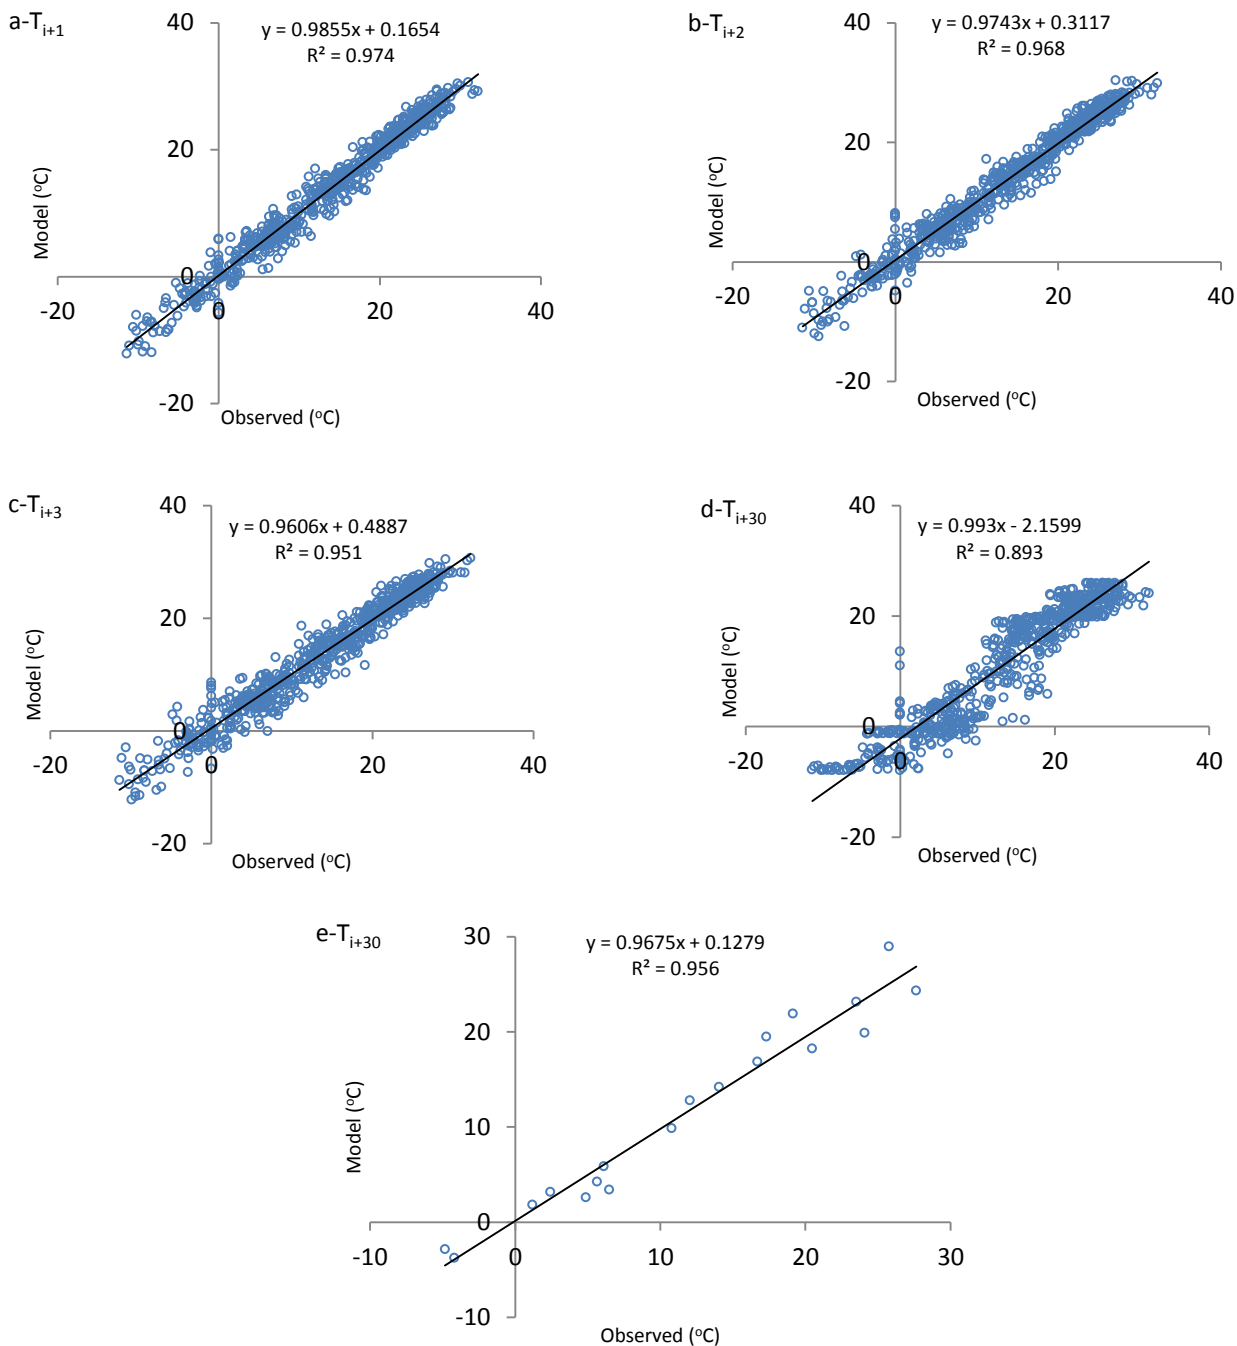 a-Ti+1
y = 0.9855x + 0.1654
R² = 0.974
40
20
0
-20
-20
0
20
40
Model (°C)
Observed (°C)
b-Ti+2
y = 0.9743x + 0.3117
R² = 0.968
40
20
0
-20
-20
0
20
40
Model (°C)
Observed (°C)
c-Ti+3
y = 0.9606x + 0.4887
R² = 0.951
40
20
0
-20
-20
0
20
40
Model (°C)
Observed (°C)
d-Ti+30
y = 0.993x - 2.1599
R² = 0.893
40
20
0
-20
-20
0
20
40
Model (°C)
Observed (°C)
e-Ti+30
y = 0.9675x + 0.1279
R² = 0.956
30
20
10
0
-10
-10
0
10
20
30
Model (°C)
Observed (°C)